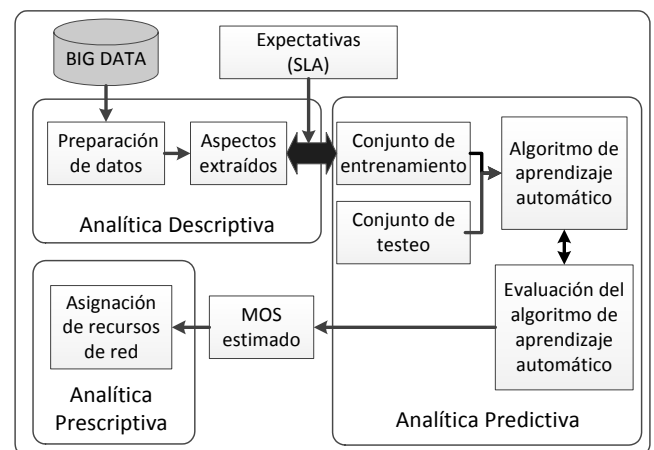 BIG DATA
Expectativas
(SLA)
Preparación
de datos
Aspectos
extraídos
Analítica Descriptiva
Conjunto de
entrenamiento
Conjunto de
testeo
Algoritmo de
aprendizaje
automático
Evaluación del
algoritmo de
aprendizaje
automático
Analítica Predictiva
MOS
estimado
Asignación
de recursos
de red
Analítica
Prescriptiva